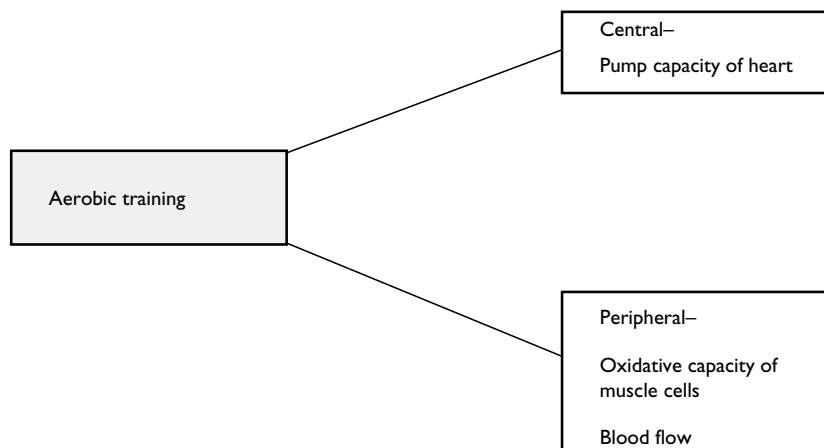 Central–
Pump capacity of heart
Aerobic training
Peripheral–
Oxidative capacity of
muscle cells
Blood flow